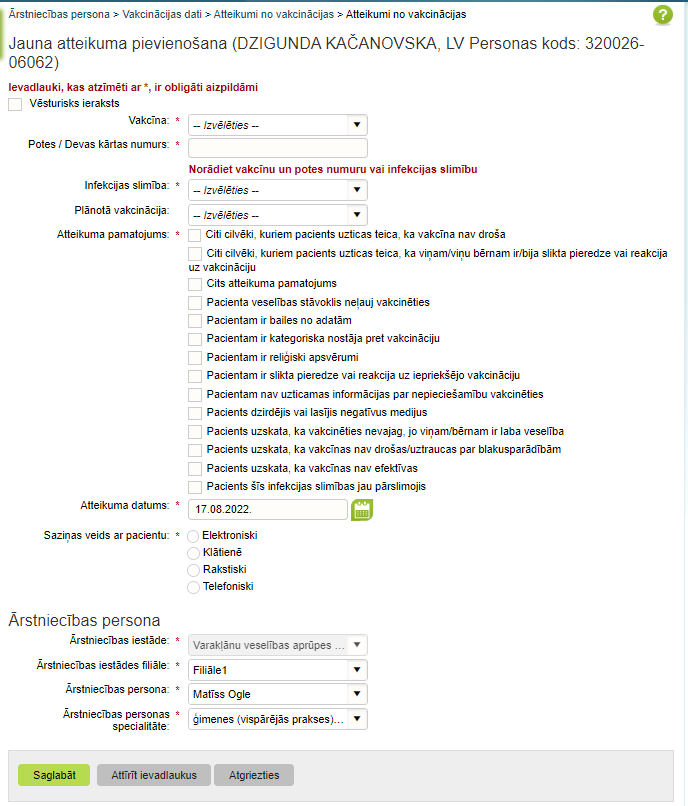 Ārstniecības persona > Vakcinācijas dati > Atteikumi no vakcinācijas > Atteikumi no vakcinācijas
?
Jauna atteikuma pievienošana (DZIGUNDA KAČANOVSKA, LV Personas kods: 320026-
06062)
Ievadlauki, kas atzīmēti ar *, ir obligāti aizpildāmi
Vēsturisks ieraksts
Vakcīna: * -- Izvēlēties --
Potes / Devas kārtas numurs: *
Norādiet vakcīnu un potes numuru vai infekcijas slimību
Infekcijas slimība: * -- Izvēlēties --
Plānotā vakcinācija: -- Izvēlēties --
Atteikuma pamatojums: * Citi cilvēki, kuriem pacients uzticas teica, ka vakcīna nav droša
Citi cilvēki, kuriem pacients uzticas teica, ka viņam/viņu bērnam ir/bija slikta pieredze vai reakcija
uz vakcināciju
Cits atteikuma pamatojums
Pacienta veselības stāvoklis neļauj vakcinēties
Pacientam ir bailes no adatām
Pacientam ir kategoriska nostāja pret vakcināciju
Pacientam ir reliģiski apsvērumi
Pacientam ir slikta pieredze vai reakcija uz iepriekšējo vakcināciju
Pacientam nav uzticamas informācijas par nepieciešamību vakcinēties
Pacients dzirdējis vai lasījis negatīvus medijus
Pacients uzskata, ka vakcinēties nevajag, jo viņam/bērnam ir laba veselība
Pacients uzskata, ka vakcīnas nav drošas/uztraucas par blakusparādībām
Pacients uzskata, ka vakcīnas nav efektīvas
Pacients šīs infekcijas slimības jau pārslimojis
Atteikuma datums: * 17.08.2022.
Saziņas veids ar pacientu: * Elektroniski
Klātienē
Rakstiski
Telefoniski
Ārstniecības persona
Ārstniecības iestāde: * Varakļānu veselības aprūpes ...
Ārstniecības iestādes filiāle: * Filiāle1
Ārstniecības persona: * Matīss Ogle
Ārstniecības personas * ģimenes (vispārējās prakses)...
specialitāte:
Saglabāt Attīrīt ievadlaukus Atgriezties